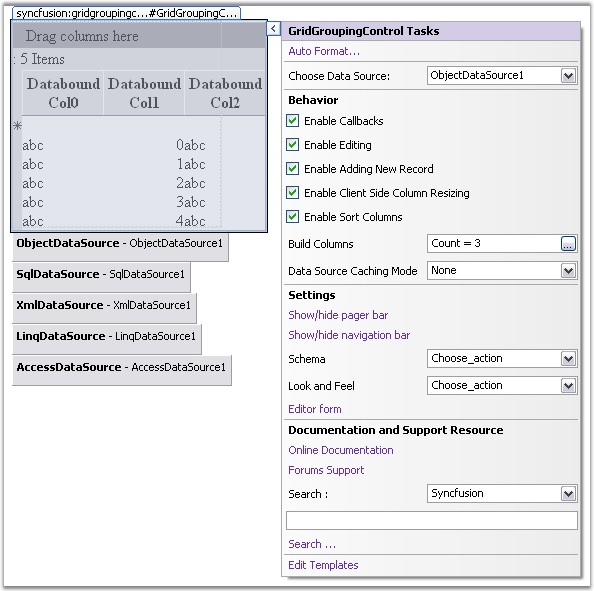 syncfusion:gridgroupingc...#GridGroupingC...
Drag columns here
: 5 Items
Databound Col0 Databound Col1 Databound Col2
*
abc 0 abc
abc 1 abc
abc 2 abc
abc 3 abc
abc 4 abc
ObjectDataSource - ObjectDataSource1
SqlDataSource - SqlDataSource1
XmlDataSource - XmlDataSource1
LinqDataSource - LinqDataSource1
AccessDataSource - AccessDataSource1
GridGroupingControl Tasks
Auto Format...
Choose Data Source: ObjectDataSource1
Behavior
Enable Callbacks
Enable Editing
Enable Adding New Record
Enable Client Side Column Resizing
Enable Sort Columns
Build Columns Count = 3 ...
Data Source Caching Mode None
Settings
Show/hide pager bar
Show/hide navigation bar
Schema Choose_action
Look and Feel Choose_action
Editor form
Documentation and Support Resource
Online Documentation
Forums Support
Search : Syncfusion
Search ...
Edit Templates